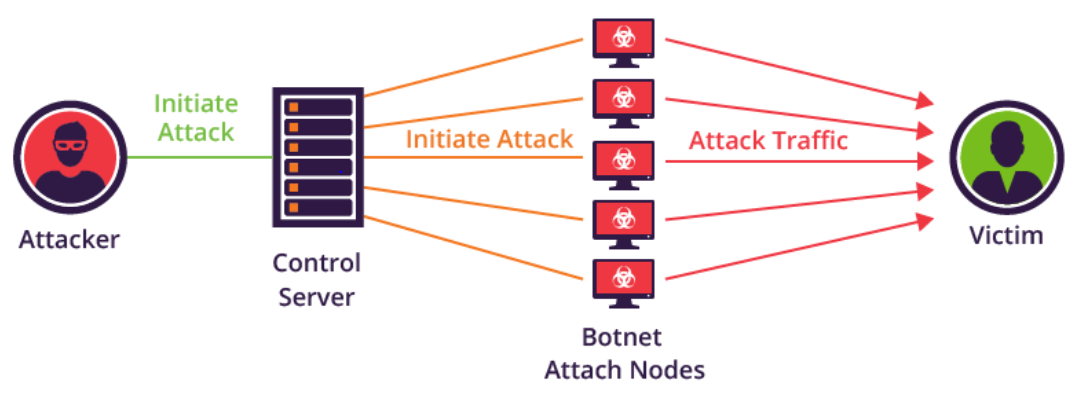 Initiate
Attack
Initiate Attack
Attack Traffic
Attacker
Control
Server
Victim
Botnet
Attach Nodes